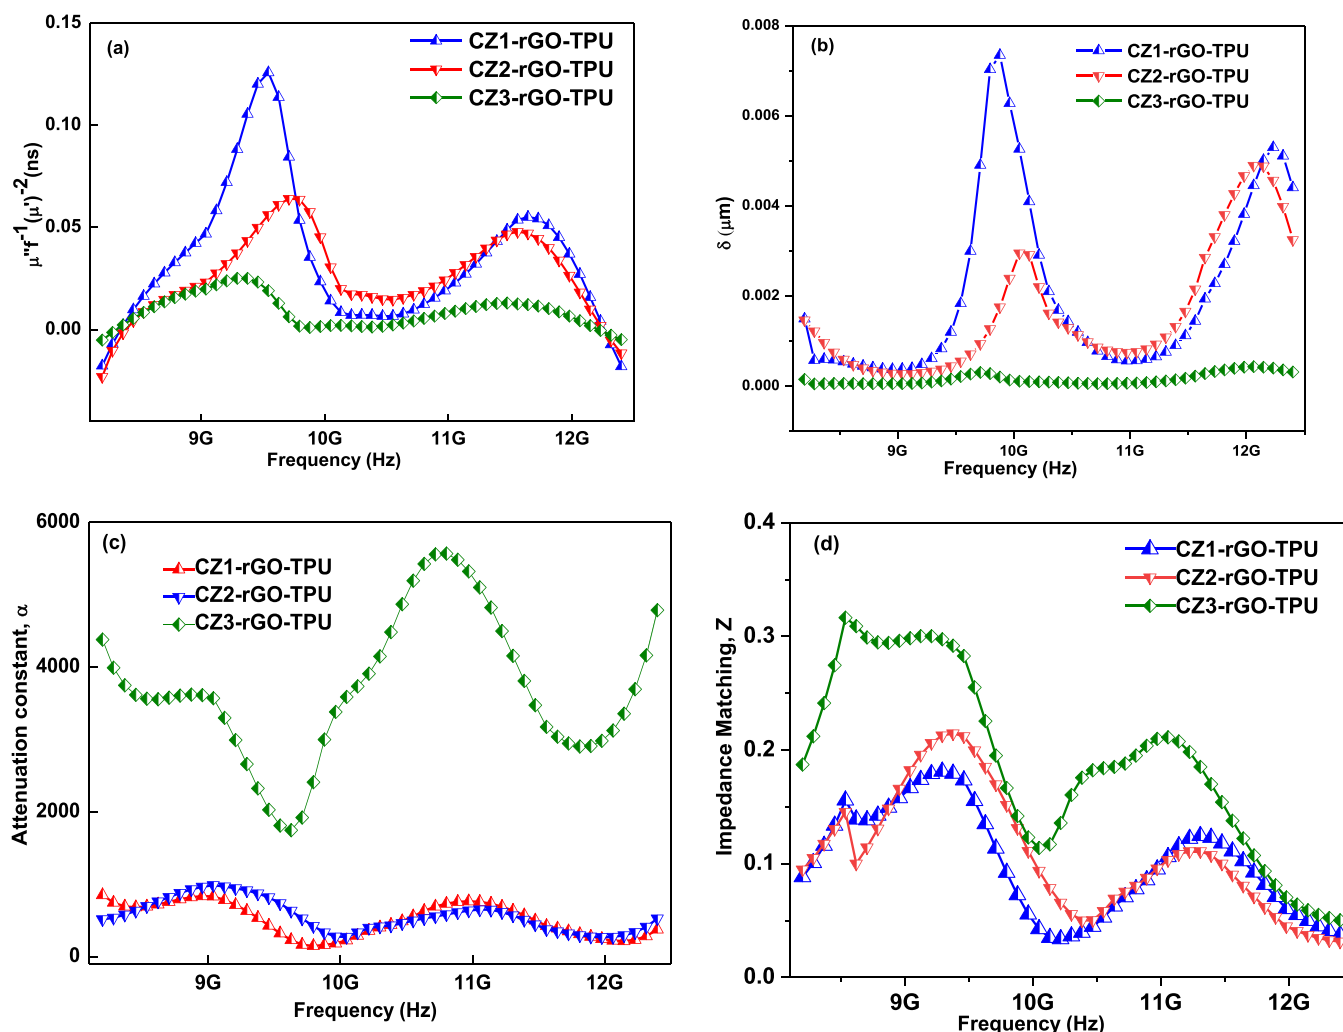 (a)
CZ1-rGO-TPU
CZ2-rGO-TPU
CZ3-rGO-TPU
0.15
0.10
0.05
0.00
μ"f⁻¹(μ')⁻²(ns)
9G 10G 11G 12G
Frequency (Hz)
(b)
CZ1-rGO-TPU
CZ2-rGO-TPU
CZ3-rGO-TPU
0.008
0.006
0.004
0.002
0.000
δ (μm)
9G 10G 11G 12G
Frequency (Hz)
(c)
CZ1-rGO-TPU
CZ2-rGO-TPU
CZ3-rGO-TPU
6000
4000
2000
0
Attenuation constant, α
9G 10G 11G 12G
Frequency (Hz)
(d)
CZ1-rGO-TPU
CZ2-rGO-TPU
CZ3-rGO-TPU
0.4
0.3
0.2
0.1
0.0
Impedance Matching, Z
9G 10G 11G 12G
Frequency (Hz)